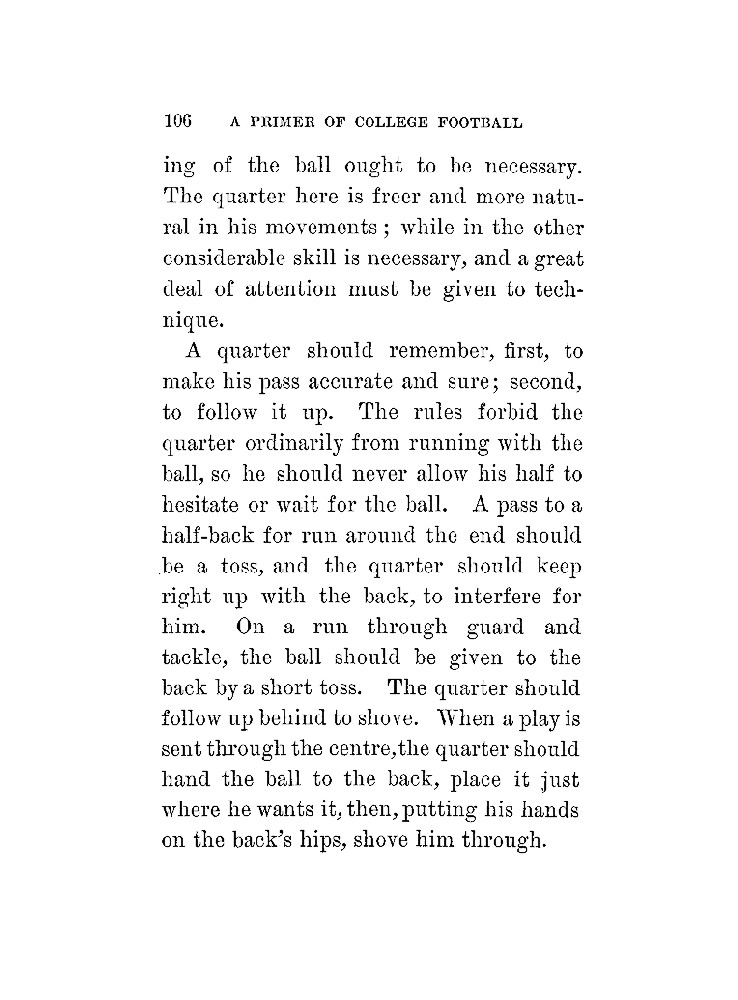 106 A PRIMER OF COLLEGE FOOTBALL
ing of the ball ought to be necessary.
The quarter here is freer and more natu-
ral in his movements ; while in the other
considerable skill is necessary, and a great
deal of attention must be given to tech-
nique.
A quarter should remember, first, to
make his pass accurate and sure; second,
to follow it up. The rules forbid the
quarter ordinarily from running with the
ball, so he should never allow his half to
hesitate or wait for the ball. A pass to a
half-back for run around the end should
be a toss, and the quarter should keep
right up with the back, to interfere for
him. On a run through guard and
tackle, the ball should be given to the
back by a short toss. The quarter should
follow up behind to shove. When a play is
sent through the centre, the quarter should
hand the ball to the back, place it just
where he wants it, then, putting his hands
on the back's hips, shove him through.